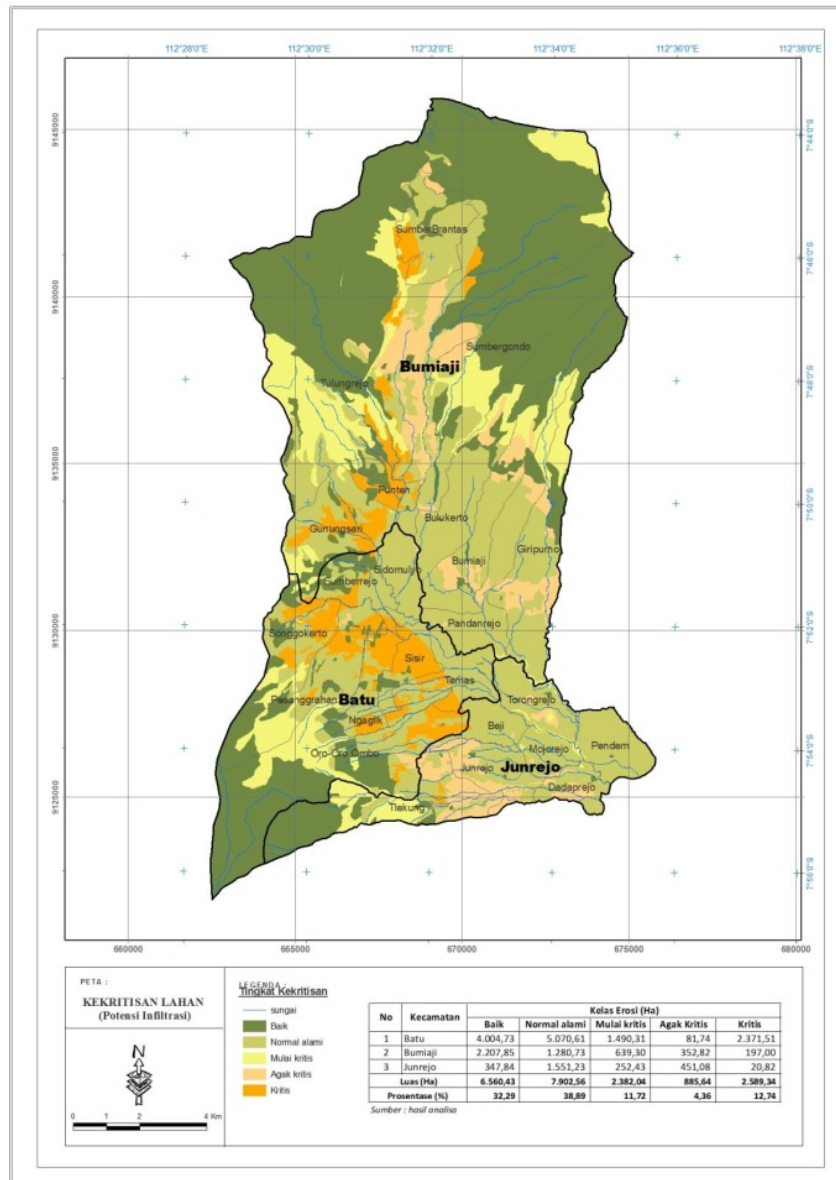 112°28'0"E 112°30'0"E 112°32'0"E 112°34'0"E 112°36'0"E 112°38'0"E
9145000
7°44'0"S
SumberBrantas
7°46'0"S
9140000
Sumbergondo
Bumiaji
Tulungrejo
7°48'0"S
9135000
Punten
7°50'0"S
Bulukerto
Gunungsari
Giripurno
Bumiaji
Sidomulyo
Sumberrejo
Pandanrejo
9130000
7°52'0"S
Songgokerto
Sisir
Temas
Pesanggrahan
Batu
Torongrejo
Ngaglik
Beji
Pendem
Oro-Oro Ombo
Mojorejo
7°54'0"S
Junrejo
Junrejo
Dadaprejo
9125000
Tlekung
7°56'0"S
660000 665000 670000 675000 680000
PETA :
KEKRITISAN LAHAN
(Potensi Infiltrasi)
N
0 1 2 4 Km
LEGENDA :
Tingkat Kekritisan
sungai
Baik
Normal alami
Mulai kritis
Agak kritis
Kritis
No Kecamatan Kelas Erosi (Ha)
Baik Normal alami Mulai kritis Agak Kritis Kritis
1 Batu 4.004,73 5.070,61 1.490,31 81,74 2.371,51
2 Bumiaji 2.207,85 1.280,73 639,30 352,82 197,00
3 Junrejo 347,84 1.551,23 252,43 451,08 20,82
Luas (Ha) 6.560,43 7.902,56 2.382,04 885,64 2.589,34
Prosentase (%) 32,29 38,89 11,72 4,36 12,74
Sumber : hasil analisa